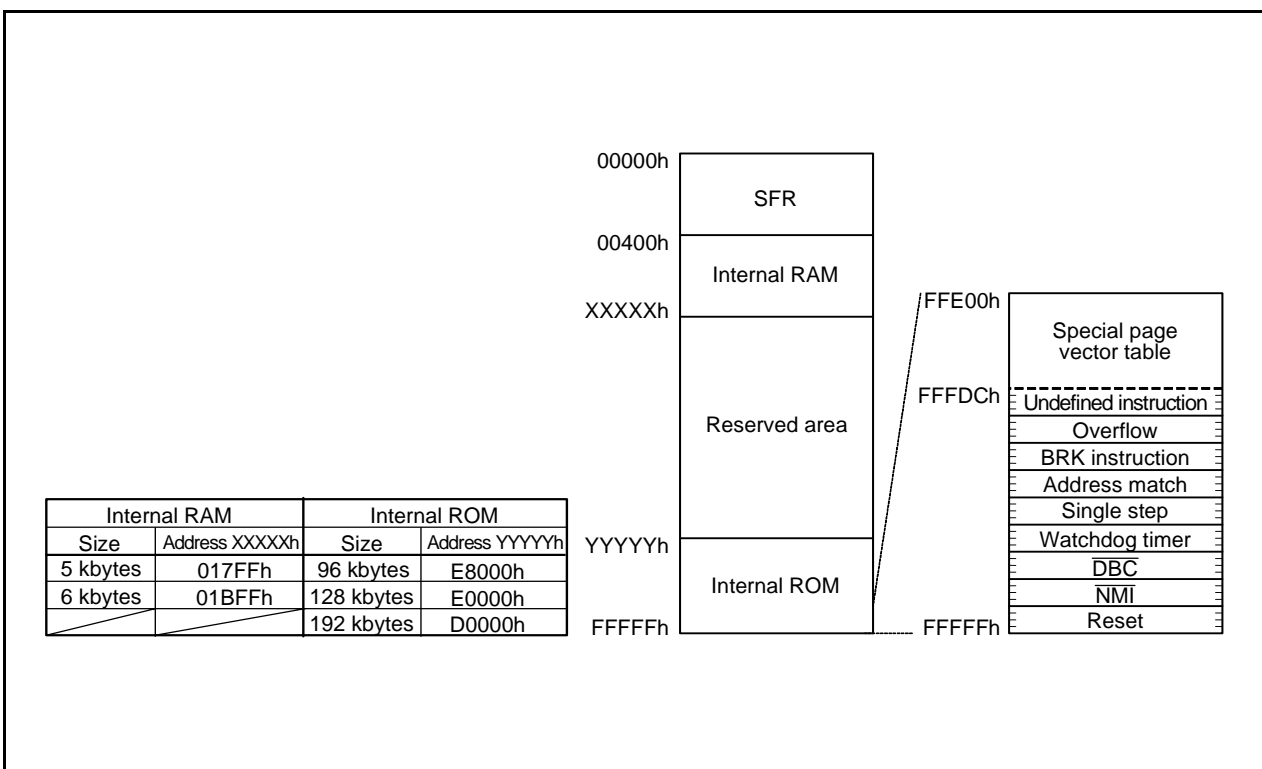 00000h
SFR
00400h
Internal RAM
XXXXXh
Reserved area
YYYYYh
Internal ROM
FFFFFh
FFE00h
Special page
vector table
FFFDCh
Undefined instruction
Overflow
BRK instruction
Address match
Single step
Watchdog timer
DBC
NMI
Reset
FFFFFh
Internal RAM Internal ROM
Size Address XXXXXh Size Address YYYYYh
5 kbytes 017FFh 96 kbytes E8000h
6 kbytes 01BFFh 128 kbytes E0000h
192 kbytes D0000h